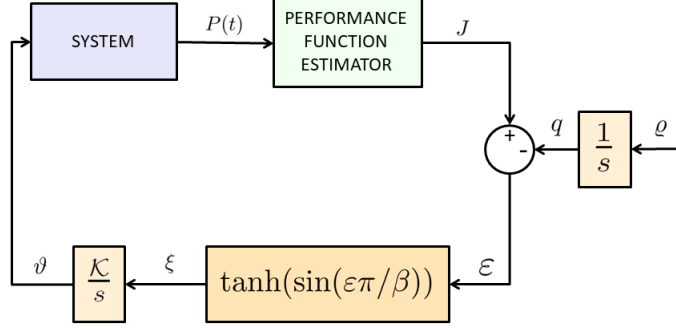 SYSTEM
P(t)
PERFORMANCE
FUNCTION
ESTIMATOR
J
+
-
q
1
s
ϱ
ϑ
𝒦
s
ξ
tanh(sin(επ/β))
ε